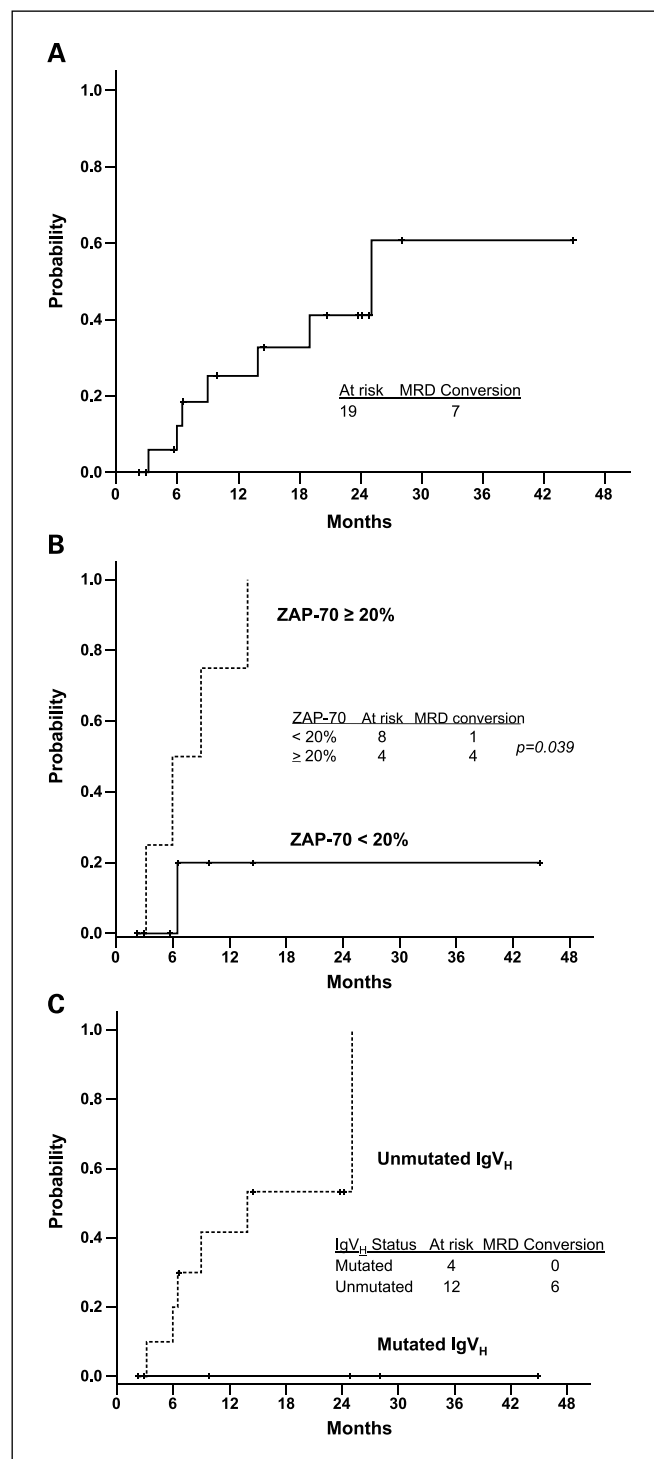 A
1.0
0.8
0.6
0.4
0.2
0.0
Probability
At risk MRD Conversion
19 7
0 6 12 18 24 30 36 42 48
Months
B
1.0
0.8
0.6
0.4
0.2
0.0
Probability
ZAP-70 ≥ 20%
ZAP-70 At risk MRD conversion
< 20% 8 1
≥ 20% 4 4
p=0.039
ZAP-70 < 20%
0 6 12 18 24 30 36 42 48
Months
C
1.0
0.8
0.6
0.4
0.2
0.0
Probability
Unmutated IgVH
IgVH Status At risk MRD Conversion
Mutated 4 0
Unmutated 12 6
Mutated IgVH
0 6 12 18 24 30 36 42 48
Months